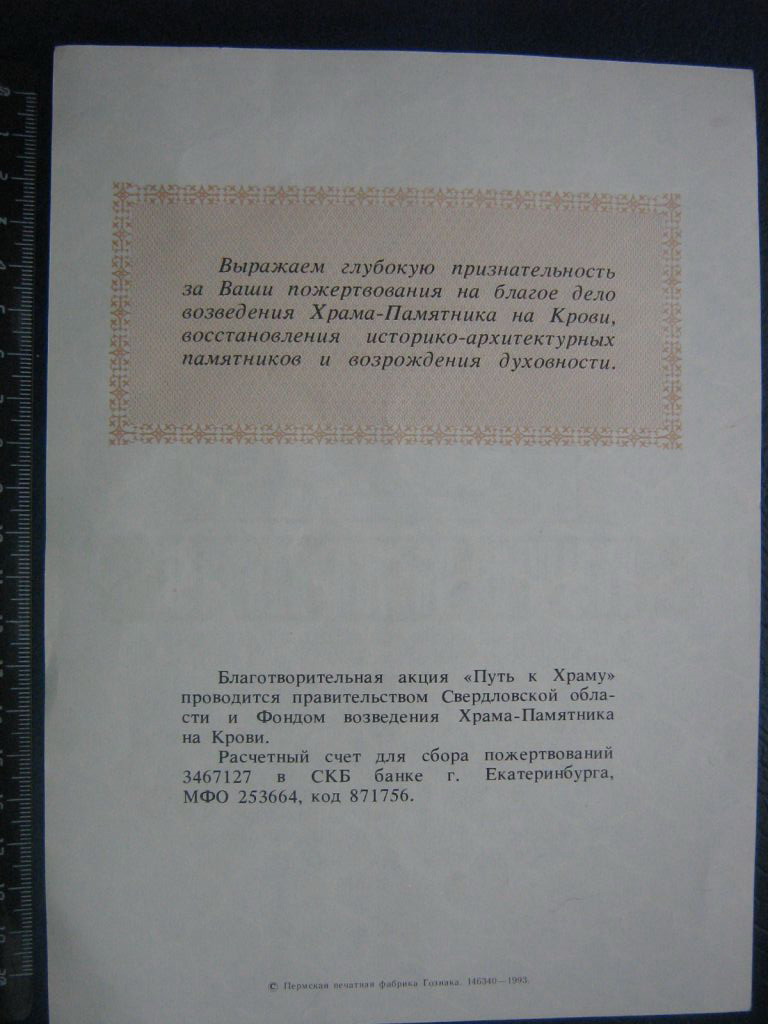 Выражаем глубокую признательность
за Ваши пожертвования на благое дело
возведения Храма-Памятника на Крови,
восстановления историко-архитектурных
памятников и возрождения духовности.
Благотворительная акция «Путь к Храму»
проводится правительством Свердловской обла-
сти и Фондом возведения Храма-Памятника
на Крови.
Расчетный счет для сбора пожертвований
3467127 в СКБ банке г. Екатеринбурга,
МФО 253664, код 871756.
© Пермская печатная фабрика Гознака. 146340—1993.